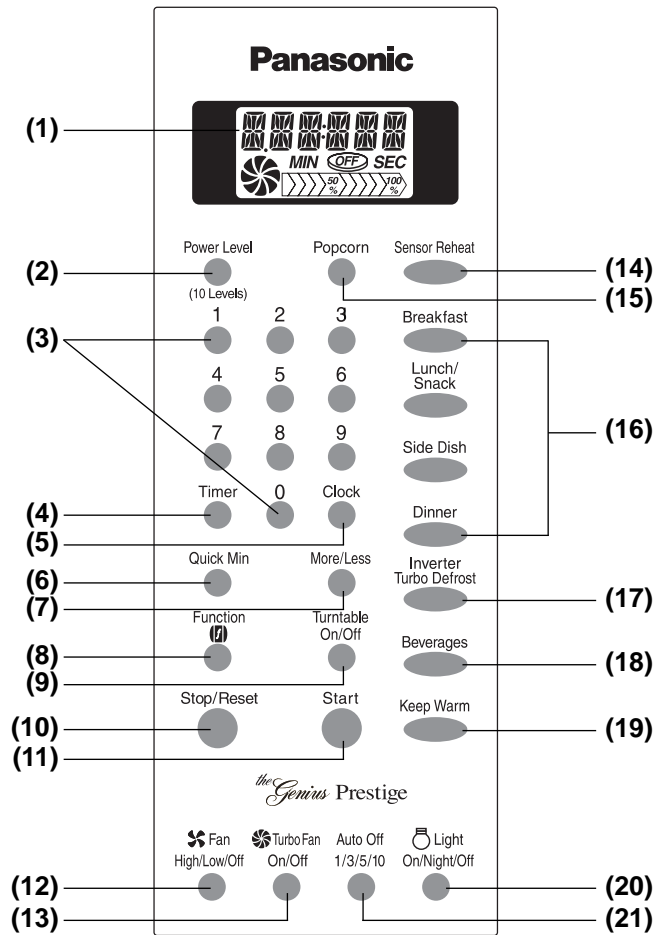 Panasonic
(1)
MIN OFF SEC
50 % 100 %
Power Level Popcorn Sensor Reheat
(2) (14)
(10 Levels) (15)
1 2 3 Breakfast
(3)
4 5 6 Lunch/
Snack
(16)
7 8 9 Side Dish
Timer 0 Clock Dinner
(4)
(5)
Quick Min More/Less Inverter
Turbo Defrost
(6) (17)
(7)
Function Turntable
f On/Off Beverages
(8) (18)
(9)
Stop/Reset Start Keep Warm
(10) (19)
(11)
the Genius Prestige
Fan Turbo Fan Auto Off Light
High/Low/Off On/Off 1/3/5/10 On/Night/Off
(12) (20)
(13) (21)